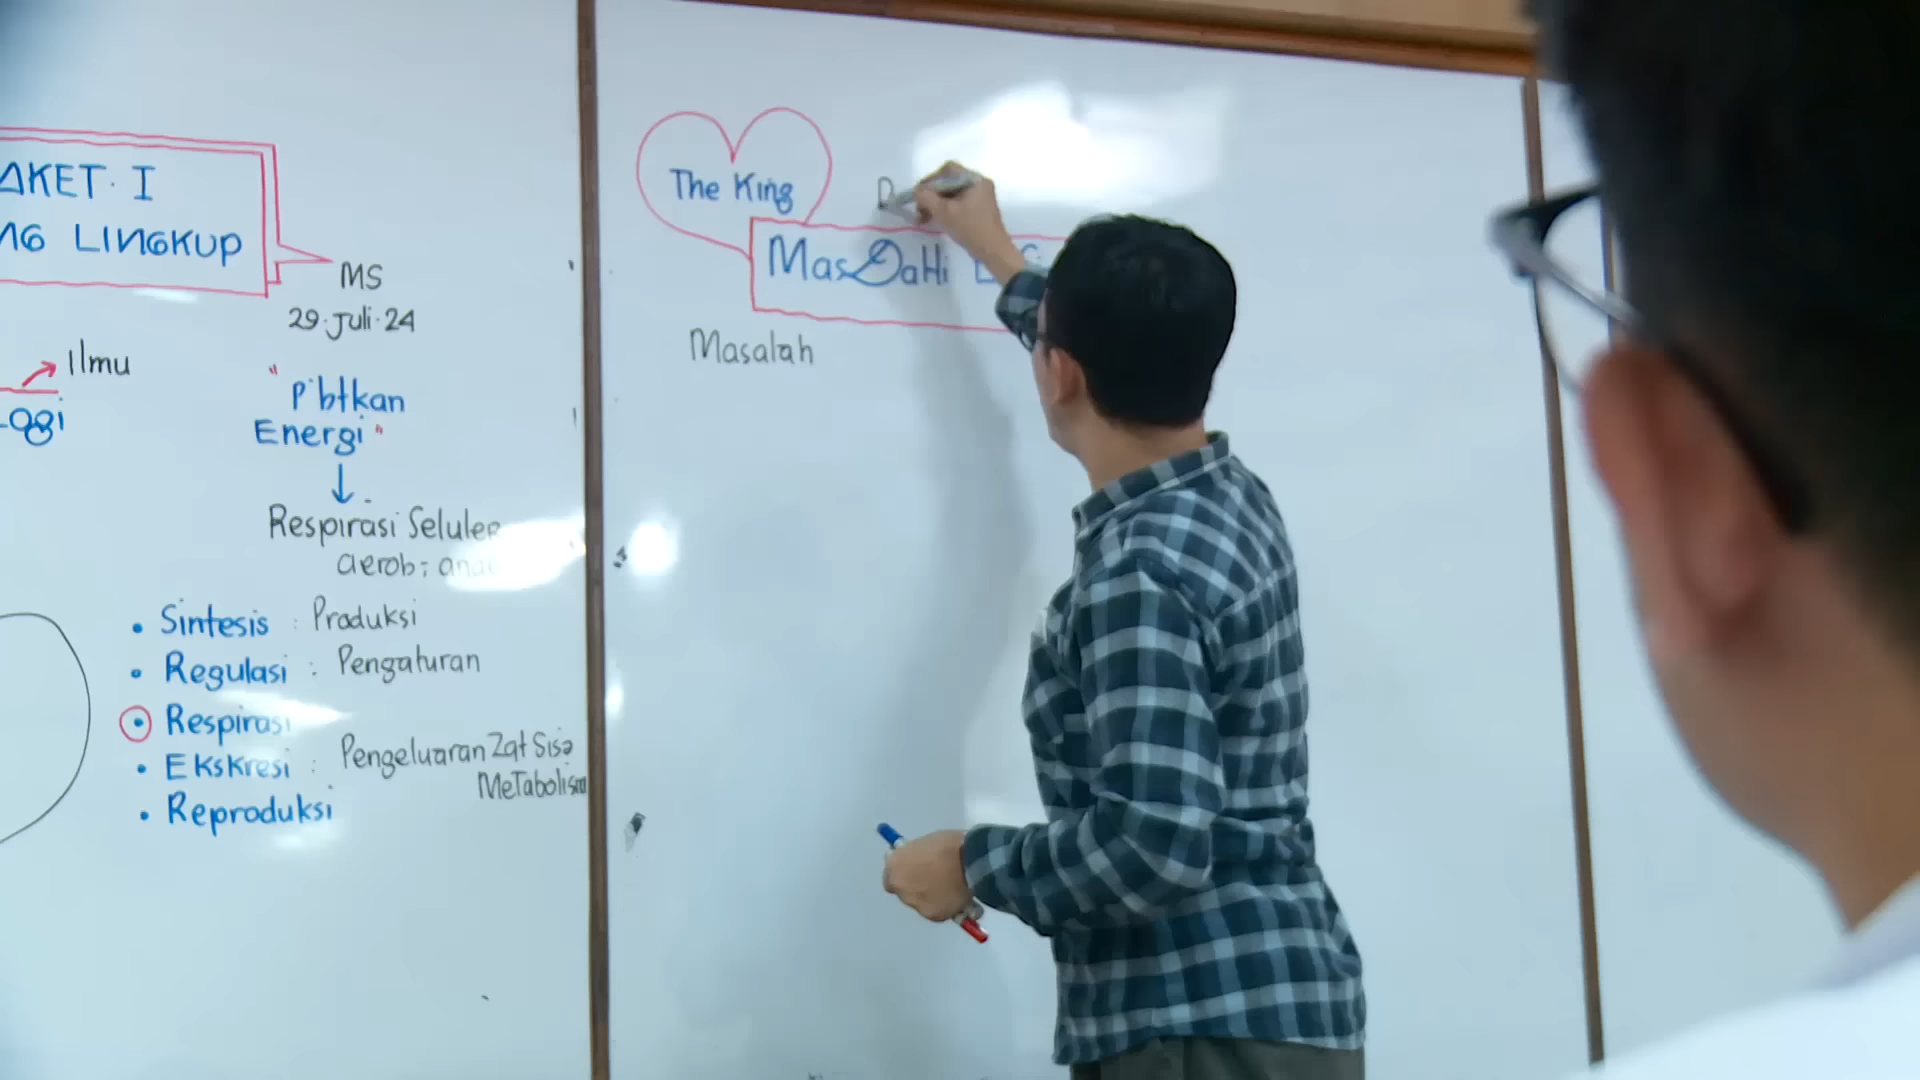 AKET. I
NG LINGKUP
MS
29. Juli. 24
Ilmu
Logi
" P'btkan
Energi "
Respirasi Seluler
aerob; ana
• Sintesis : Produksi
• Regulasi : Pengaturan
• Respirasi
• Ekskresi : Pengeluaran Zat Sisa
Metabolism
• Reproduksi
The King
MasDaHi
Masalah